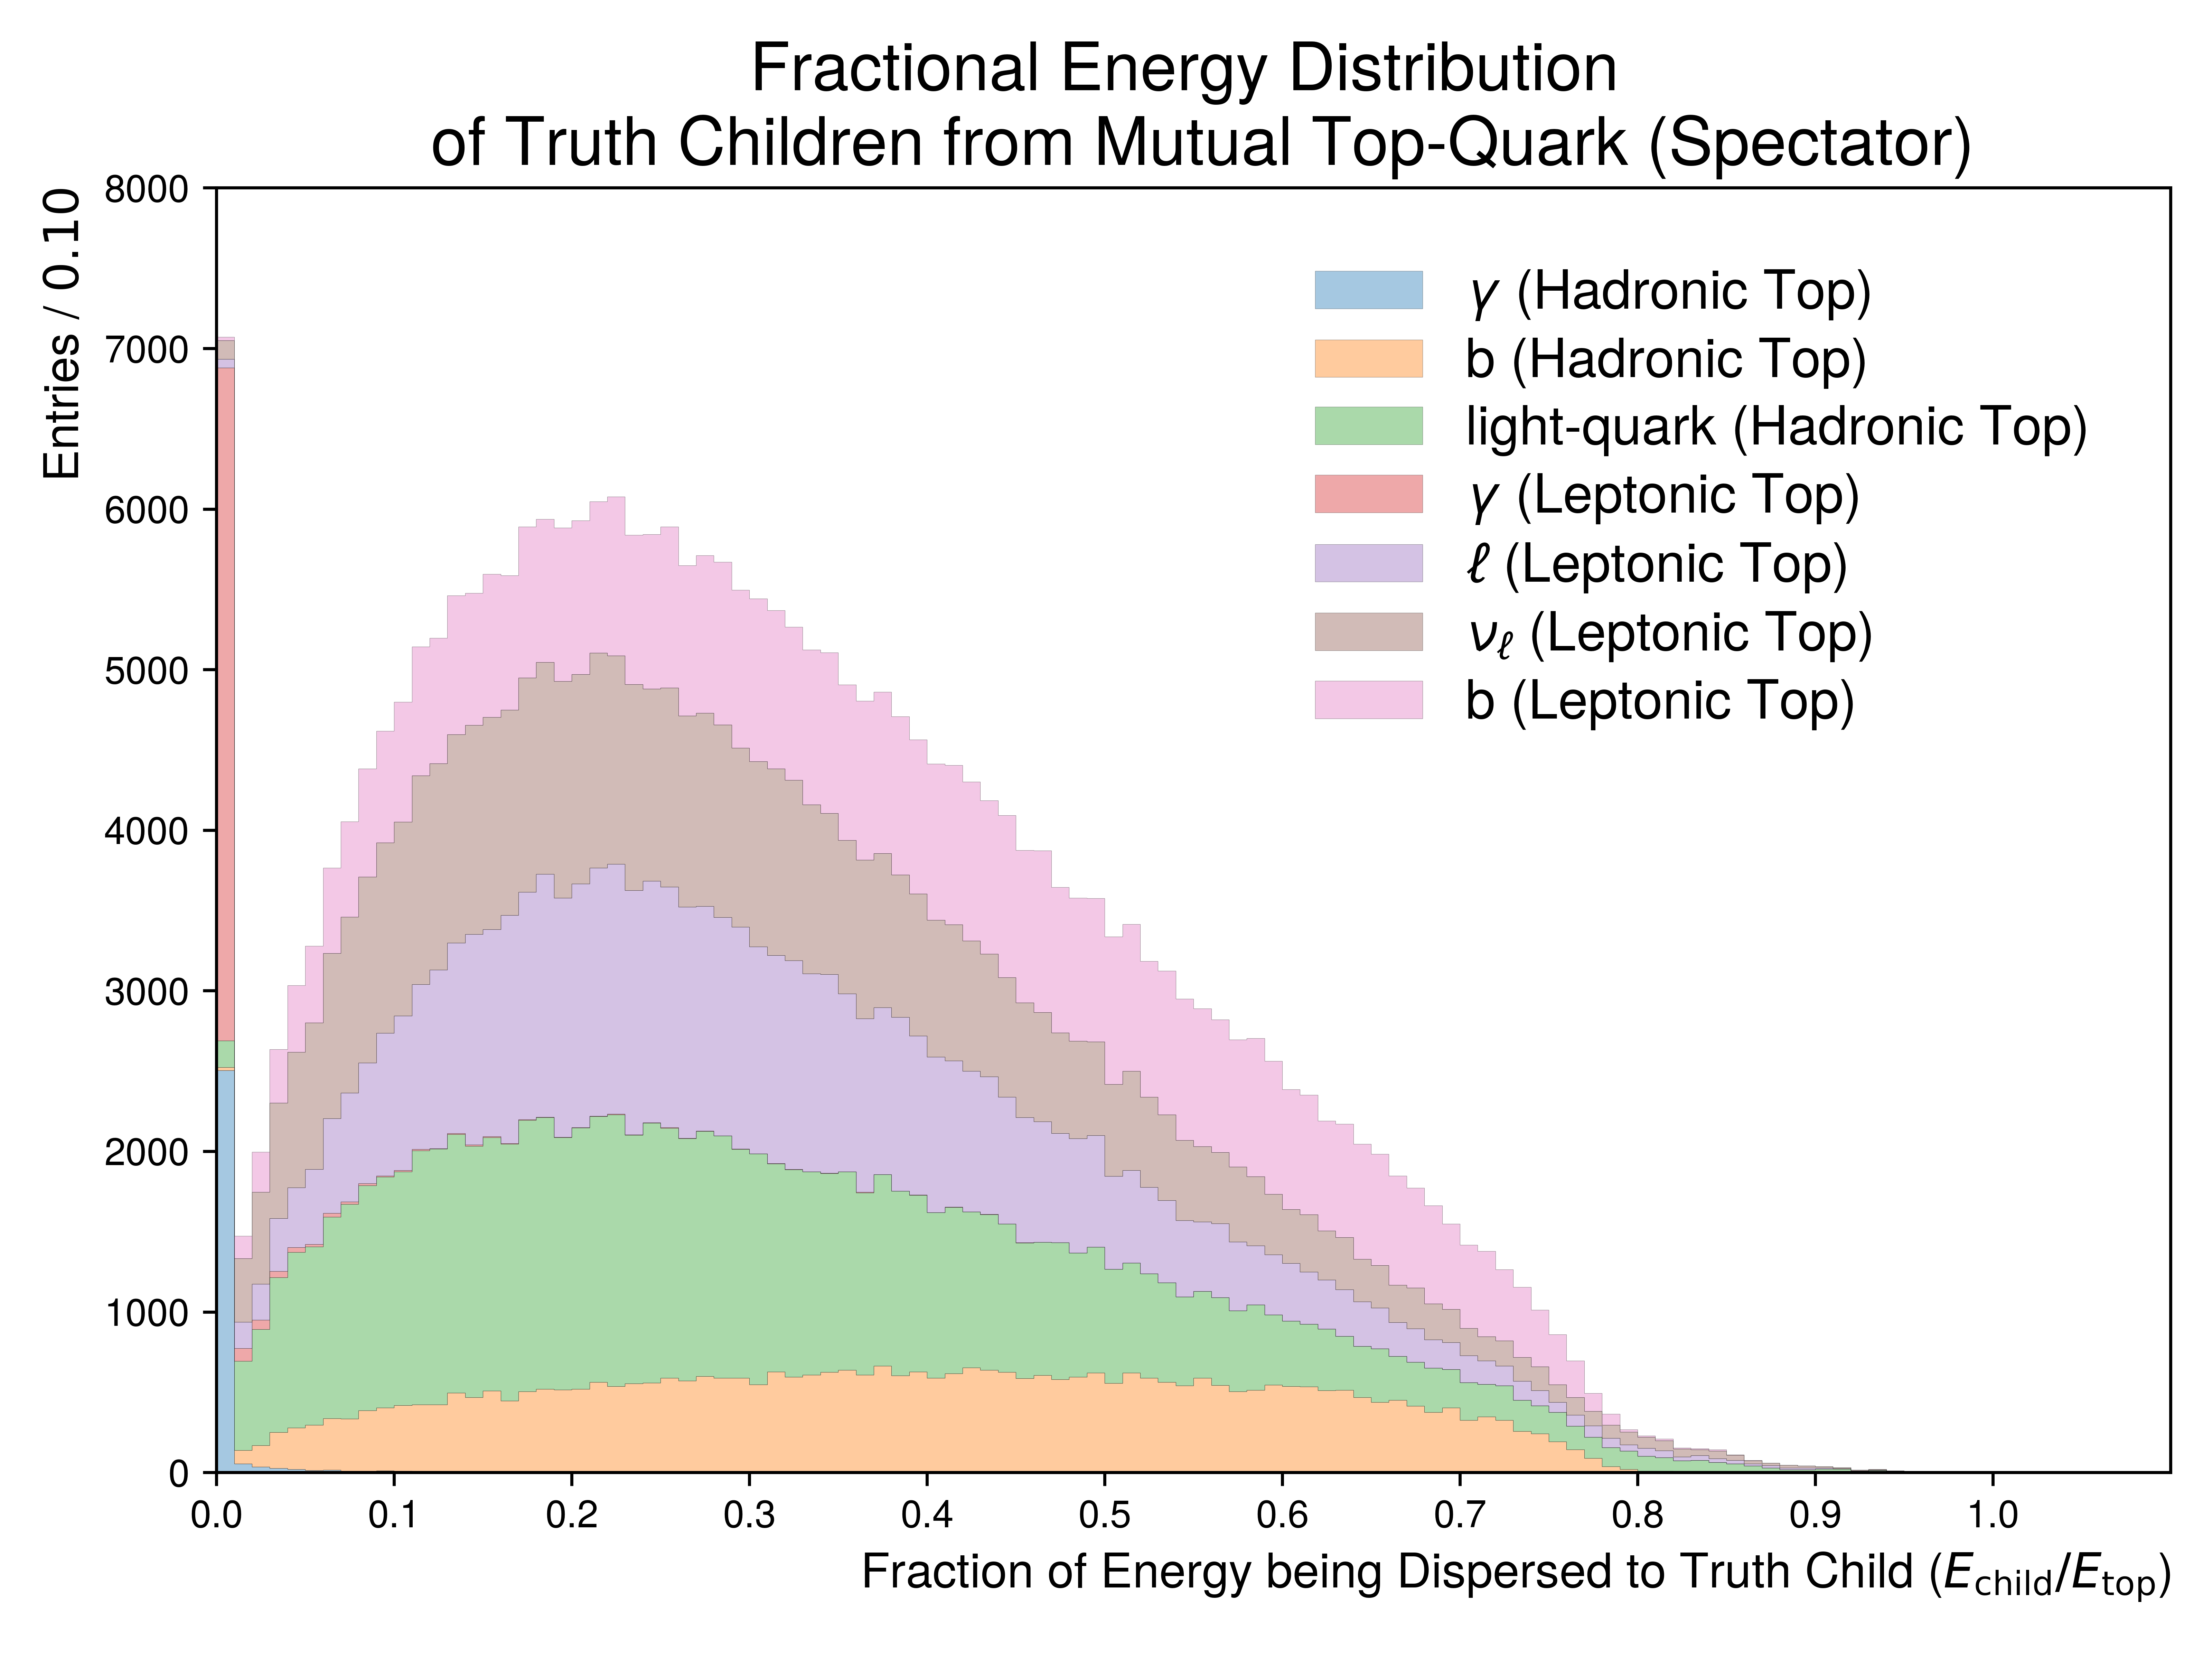 Fractional Energy Distribution
of Truth Children from Mutual Top-Quark (Spectator)
Entries / 0.10
8000
7000
6000
5000
4000
3000
2000
1000
0
γ (Hadronic Top)
b (Hadronic Top)
light-quark (Hadronic Top)
γ (Leptonic Top)
ℓ (Leptonic Top)
νℓ (Leptonic Top)
b (Leptonic Top)
0.0 0.1 0.2 0.3 0.4 0.5 0.6 0.7 0.8 0.9 1.0
Fraction of Energy being Dispersed to Truth Child (Echild/Etop)